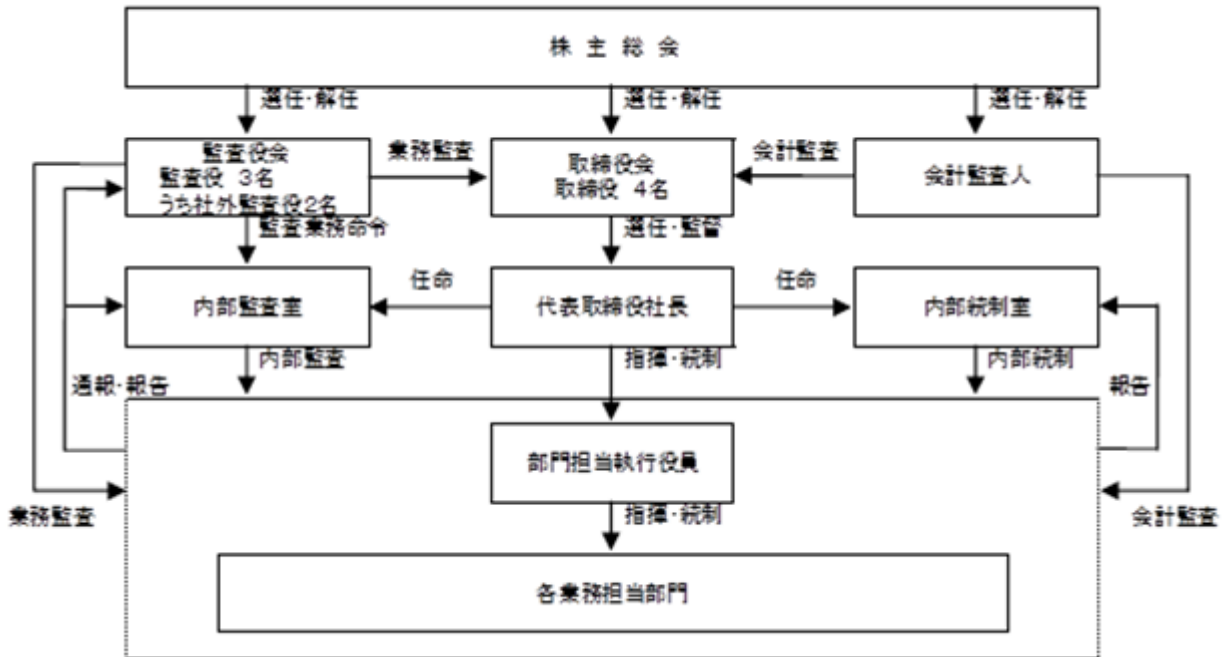 株 主 総 会
選任・解任
選任・解任
選任・解任
監査役会
監査役 3名
うち社外監査役2名
業務監査
取締役会
取締役 4名
会計監査
会計監査人
監査業務命令
選任・監督
内部監査室
任命
代表取締役社長
任命
内部統制室
内部監査
指揮・統制
内部統制
通報・報告
報告
部門担当執行役員
業務監査
指揮・統制
会計監査
各業務担当部門